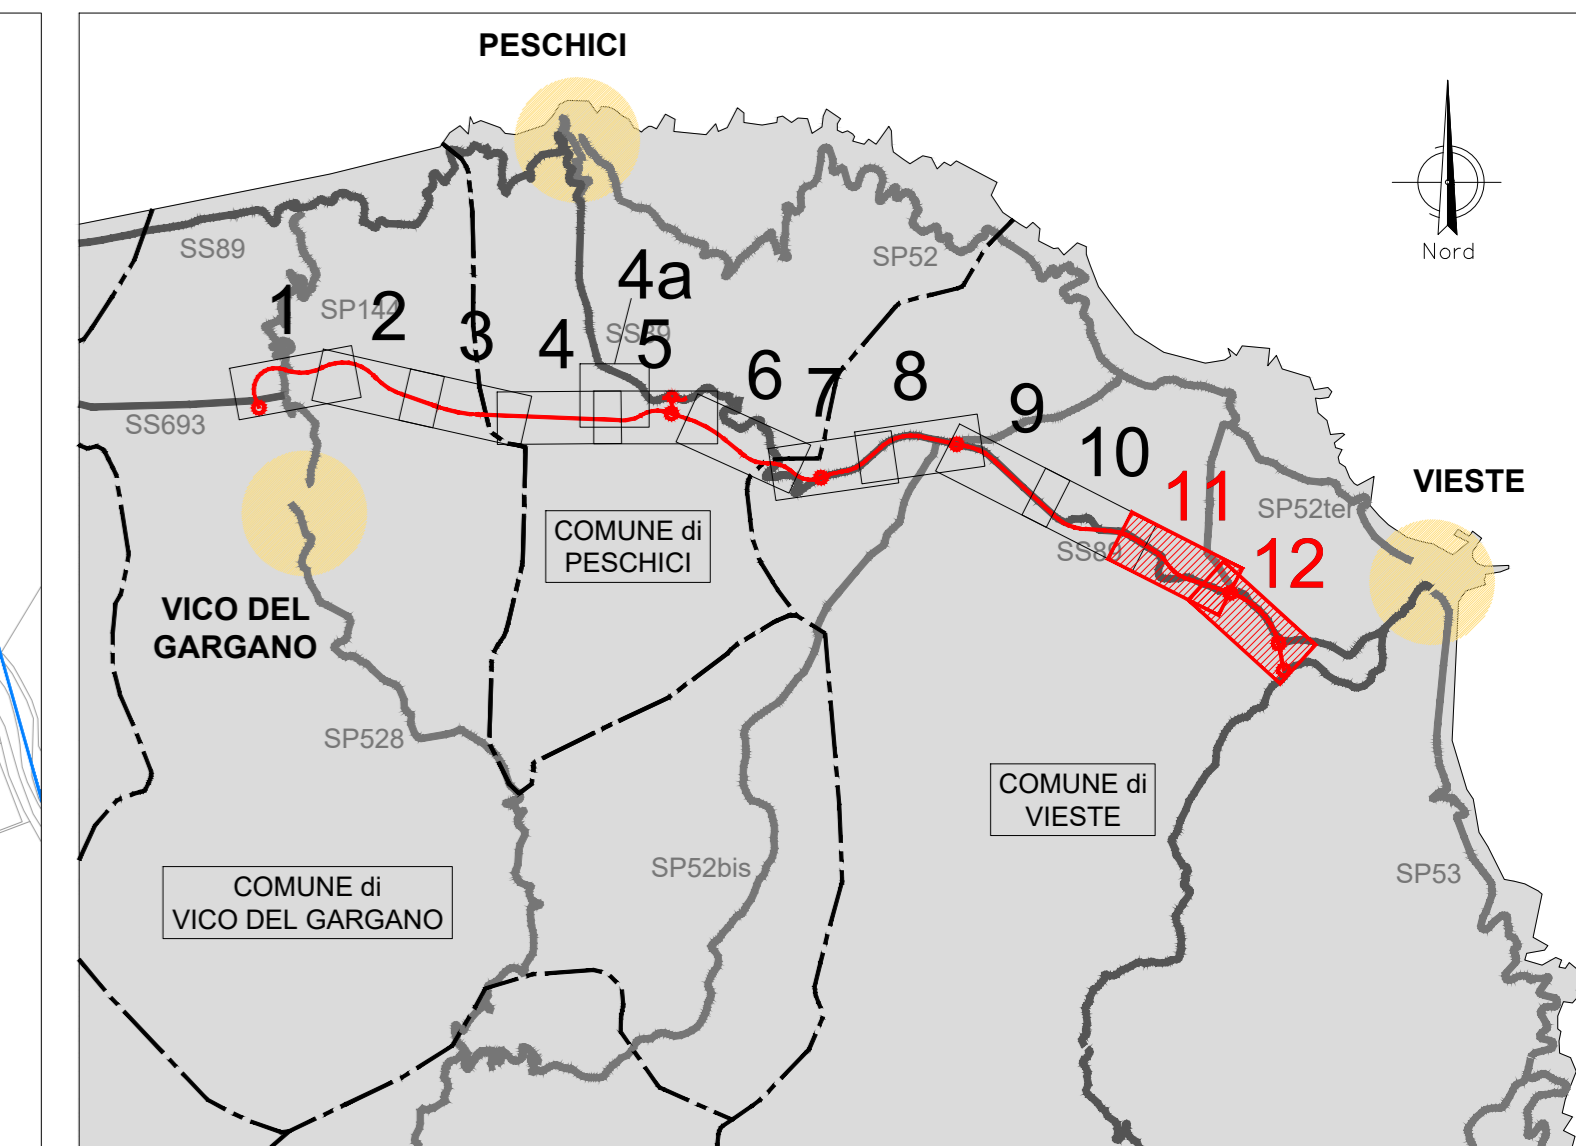 PESCHICI
Nord
SS89
SP52
4a
1
SP144
2
3
4
SS89
5
6
7
8
9
10
11
SS693
VIESTE
SP52ter
COMUNE di
PESCHICI
SS89
12
VICO DEL
GARGANO
SP528
COMUNE di
VIESTE
SP52bis
SP53
COMUNE di
VICO DEL GARGANO